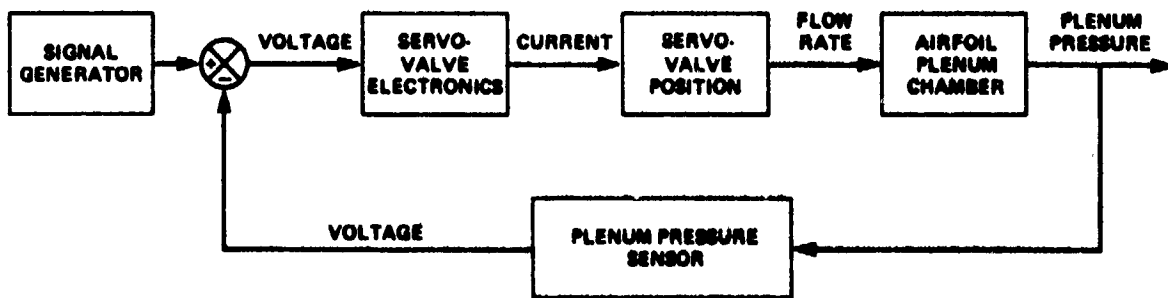 SIGNAL
GENERATOR
+
−
VOLTAGE
SERVO-
VALVE
ELECTRONICS
CURRENT
SERVO-
VALVE
POSITION
FLOW
RATE
AIRFOIL
PLENUM
CHAMBER
PLENUM
PRESSURE
VOLTAGE
PLENUM PRESSURE
SENSOR